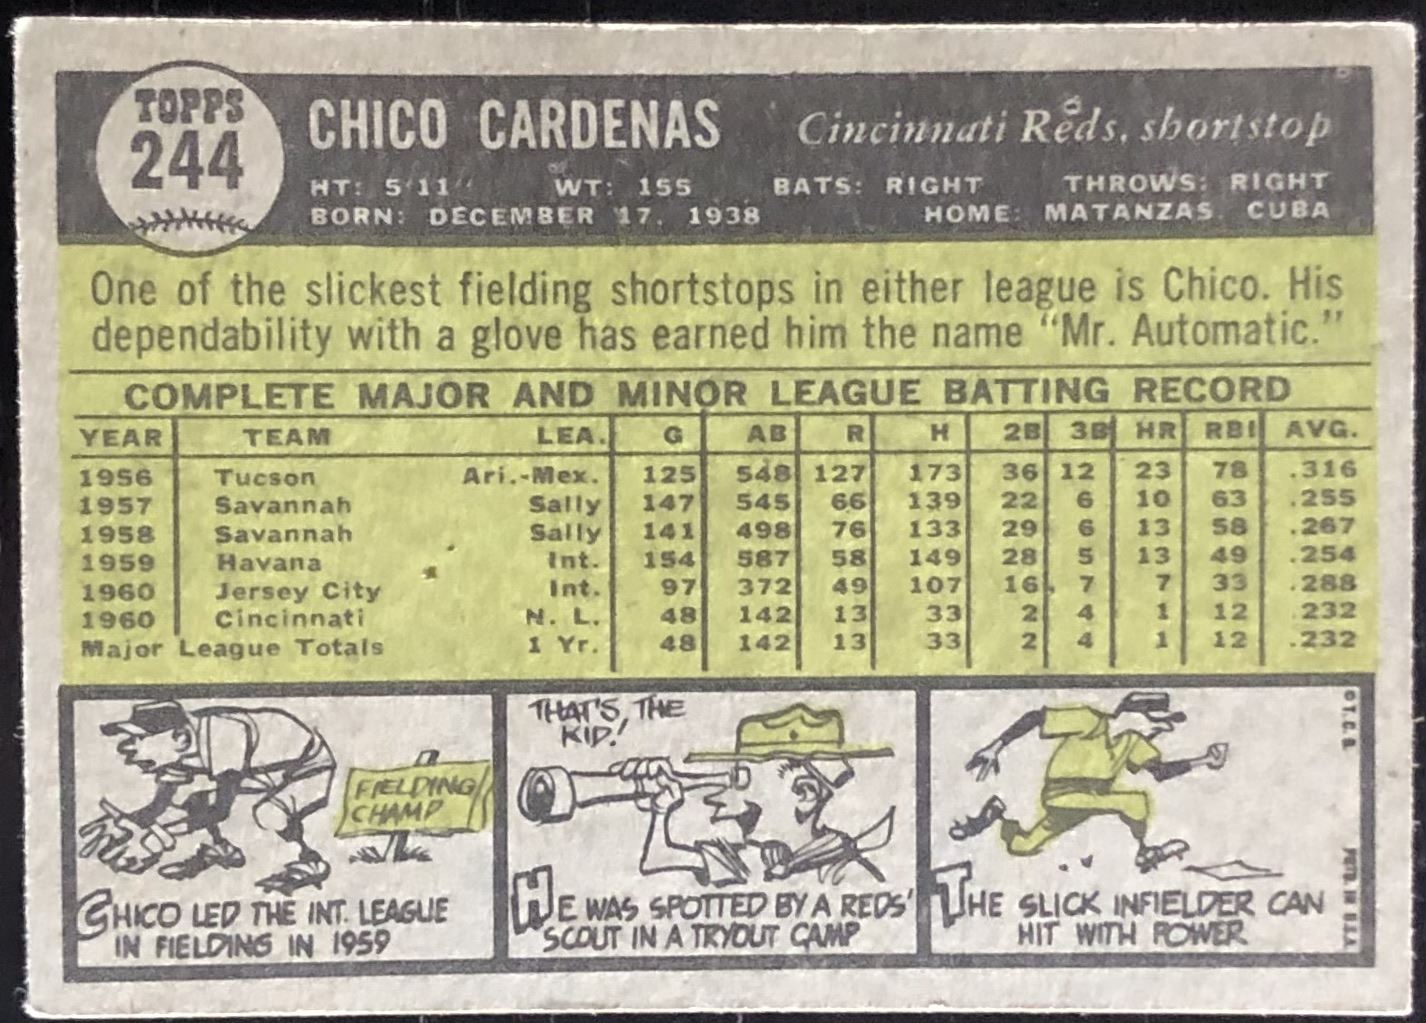 TOPPS
244
CHICO CARDENAS Cincinnati Reds, shortstop
HT: 5'11" WT: 155 BATS: RIGHT THROWS: RIGHT
BORN: DECEMBER 17, 1938 HOME: MATANZAS, CUBA
One of the slickest fielding shortstops in either league is Chico. His
dependability with a glove has earned him the name "Mr. Automatic."
COMPLETE MAJOR AND MINOR LEAGUE BATTING RECORD
YEAR TEAM LEA. G AB R H 2B 3B HR RBI AVG.
1956 Tucson Ari.-Mex. 125 548 127 173 36 12 23 78 .316
1957 Savannah Sally 147 545 66 139 22 6 10 63 .255
1958 Savannah Sally 141 498 76 133 29 6 13 58 .267
1959 Havana Int. 154 587 58 149 28 5 13 49 .254
1960 Jersey City Int. 97 372 49 107 16 7 7 33 .288
1960 Cincinnati N. L. 48 142 13 33 2 4 1 12 .232
Major League Totals 1 Yr. 48 142 13 33 2 4 1 12 .232
FIELDING
CHAMP
CHICO LED THE INT. LEAGUE
IN FIELDING IN 1959
THAT'S, THE
KID!
HE WAS SPOTTED BY A REDS'
SCOUT IN A TRYOUT CAMP
THE SLICK INFIELDER CAN
HIT WITH POWER
© T.C.G. PRTD IN U.S.A.